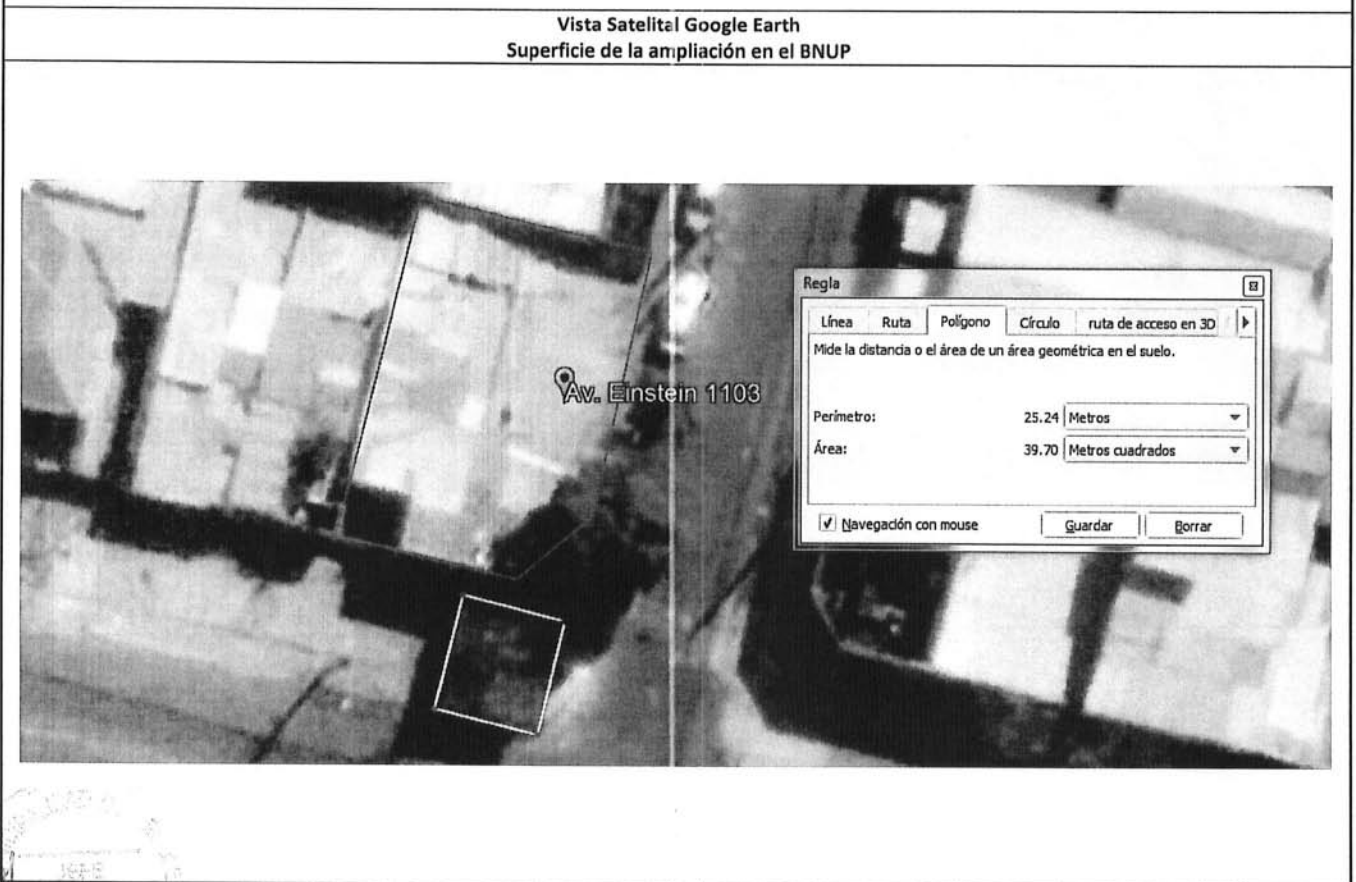 Vista Satelital Google Earth
Superficie de la ampliación en el BNUP
Regla
Línea Ruta Polígono Círculo ruta de acceso en 3D
Mide la distancia o el área de un área geométrica en el suelo.
Av. Einstein 1103
Perímetro: 25.24 Metros
Área: 39.70 Metros cuadrados
Navegación con mouse Guardar Borrar